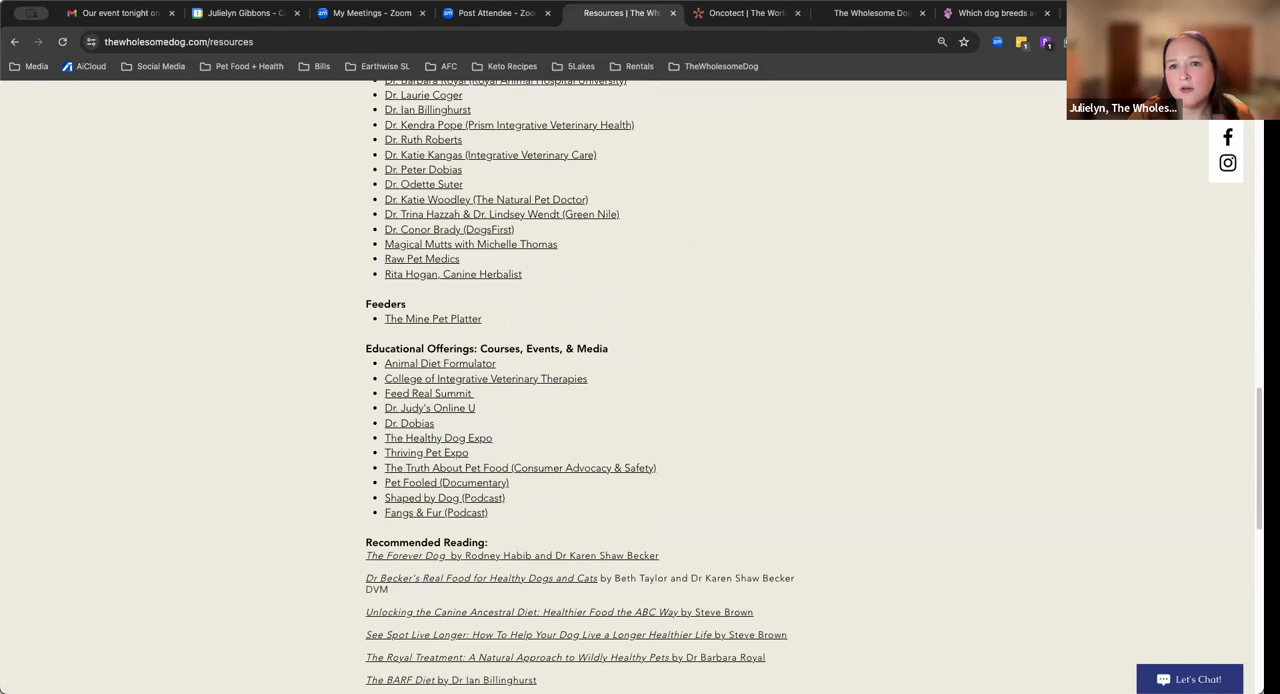 Our event tonight on
Julielyn Gibbons - C
My Meetings - Zoom
Post Attendee - Zoo
Resources | The Wh
Oncotect | The Wor
The Wholesome Do
Which dog breeds a
thewholesomedog.com/resources
1
1
Media
AiCloud
Social Media
Pet Food + Health
Bills
Earthwise SL
AFC
Keto Recipes
5Lakes
Rentals
TheWholesomeDog
Julielyn, The Wholes...
Dr. Barbara Royal (Royal Animal Hospital University)
Dr. Laurie Coger
Dr. Ian Billinghurst
Dr. Kendra Pope (Prism Integrative Veterinary Health)
Dr. Ruth Roberts
Dr. Katie Kangas (Integrative Veterinary Care)
Dr. Peter Dobias
Dr. Odette Suter
Dr. Katie Woodley (The Natural Pet Doctor)
Dr. Trina Hazzah & Dr. Lindsey Wendt (Green Nile)
Dr. Conor Brady (DogsFirst)
Magical Mutts with Michelle Thomas
Raw Pet Medics
Rita Hogan, Canine Herbalist
Feeders
The Mine Pet Platter
Educational Offerings: Courses, Events, & Media
Animal Diet Formulator
College of Integrative Veterinary Therapies
Feed Real Summit
Dr. Judy's Online U
Dr. Dobias
The Healthy Dog Expo
Thriving Pet Expo
The Truth About Pet Food (Consumer Advocacy & Safety)
Pet Fooled (Documentary)
Shaped by Dog (Podcast)
Fangs & Fur (Podcast)
Recommended Reading:
The Forever Dog by Rodney Habib and Dr Karen Shaw Becker
Dr Becker's Real Food for Healthy Dogs and Cats by Beth Taylor and Dr Karen Shaw Becker
DVM
Unlocking the Canine Ancestral Diet: Healthier Food the ABC Way by Steve Brown
See Spot Live Longer: How To Help Your Dog Live a Longer Healthier Life by Steve Brown
The Royal Treatment: A Natural Approach to Wildly Healthy Pets by Dr Barbara Royal
The BARF Diet by Dr Ian Billinghurst
Let's Chat!